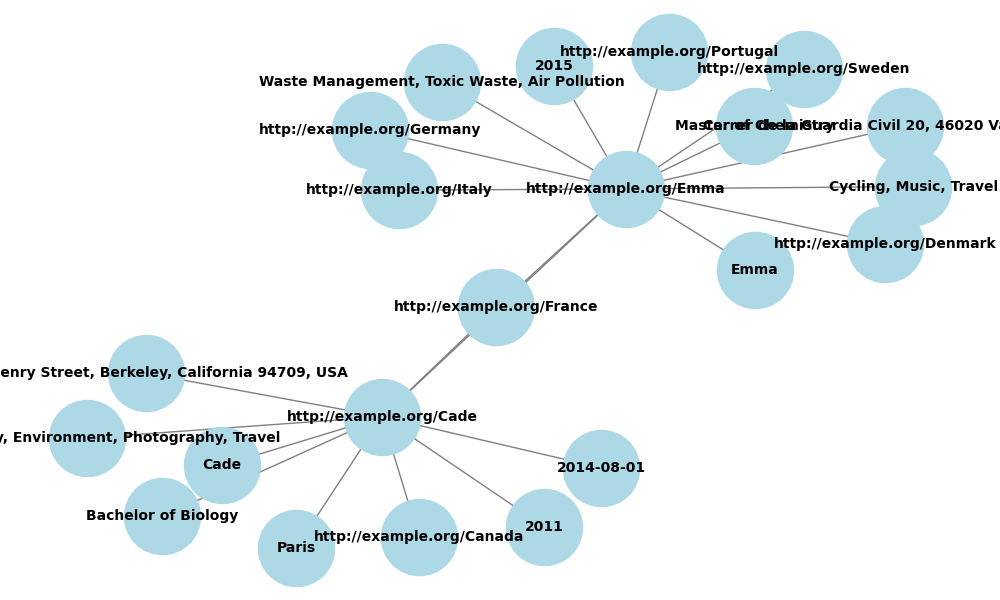 http://example.org/Portugal
2015
http://example.org/Sweden
Waste Management, Toxic Waste, Air Pollution
Master of Chemistry
Carrer de la Guardia Civil 20, 46020 Va
http://example.org/Germany
http://example.org/Italy
http://example.org/Emma
Cycling, Music, Travel
http://example.org/Denmark
Emma
http://example.org/France
enry Street, Berkeley, California 94709, USA
http://example.org/Cade
y, Environment, Photography, Travel
Cade
2014-08-01
Bachelor of Biology
2011
http://example.org/Canada
Paris